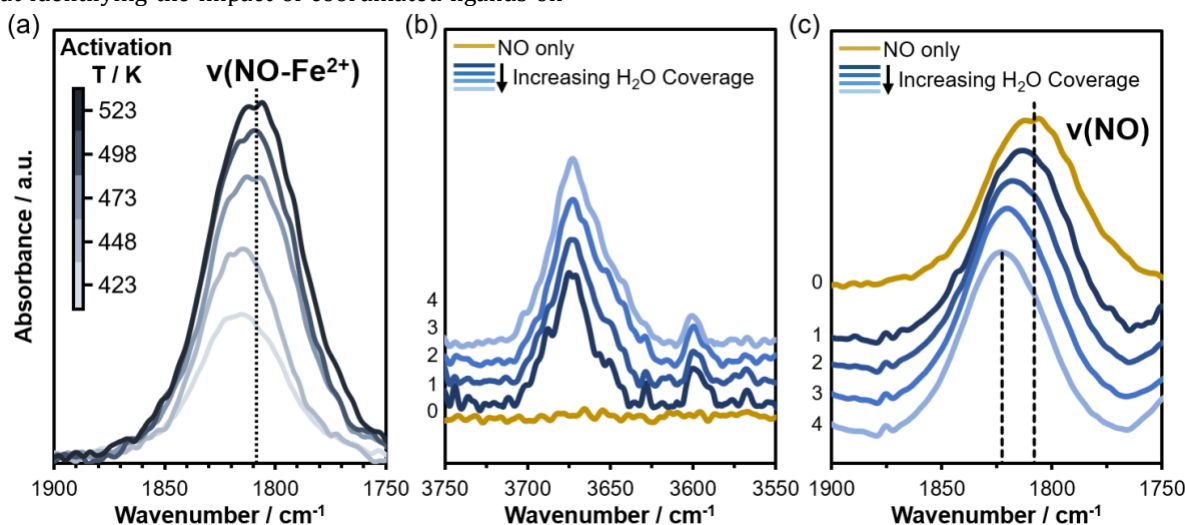 (a)
Activation
T / K
523
498
473
448
423
ν(NO-Fe²⁺)
Absorbance / a.u.
1900 1850 1800 1750
Wavenumber / cm⁻¹
(b)
NO only
Increasing H₂O Coverage
4
3
2
1
0
3750 3700 3650 3600 3550
Wavenumber / cm⁻¹
(c)
NO only
Increasing H₂O Coverage
ν(NO)
0
1
2
3
4
1900 1850 1800 1750
Wavenumber / cm⁻¹